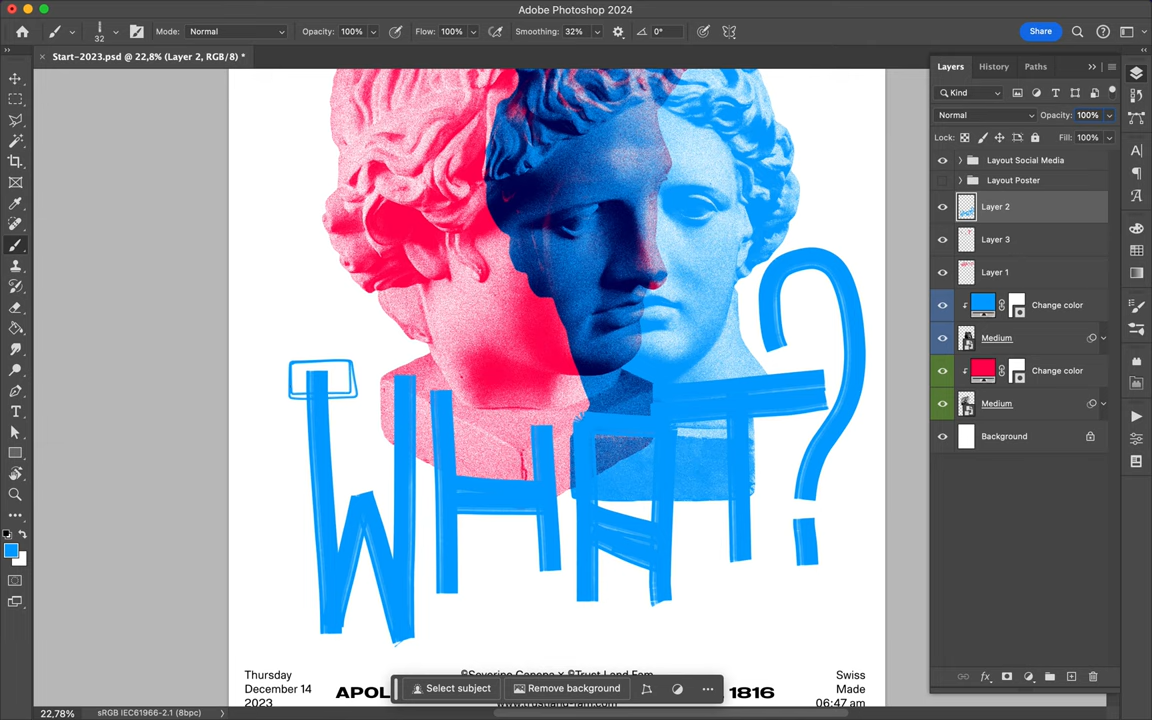 Adobe Photoshop 2024
32
Mode: Normal
Opacity: 100%
Flow: 100%
Smoothing: 32%
0°
Share
Start-2023.psd @ 22,8% (Layer 2, RGB/8) *
Layers
History
Paths
Kind
Normal
Opacity: 100%
Lock:
Fill: 100%
Layout Social Media
Layout Poster
Layer 2
Layer 3
Layer 1
Change color
Medium
Change color
Medium
Background
WHAT?
Thursday
December 14
2023
APOL
1816
Swiss
Made
06:47 am
Select subject
Remove background
22,78%
sRGB IEC61966-2.1 (8bpc)